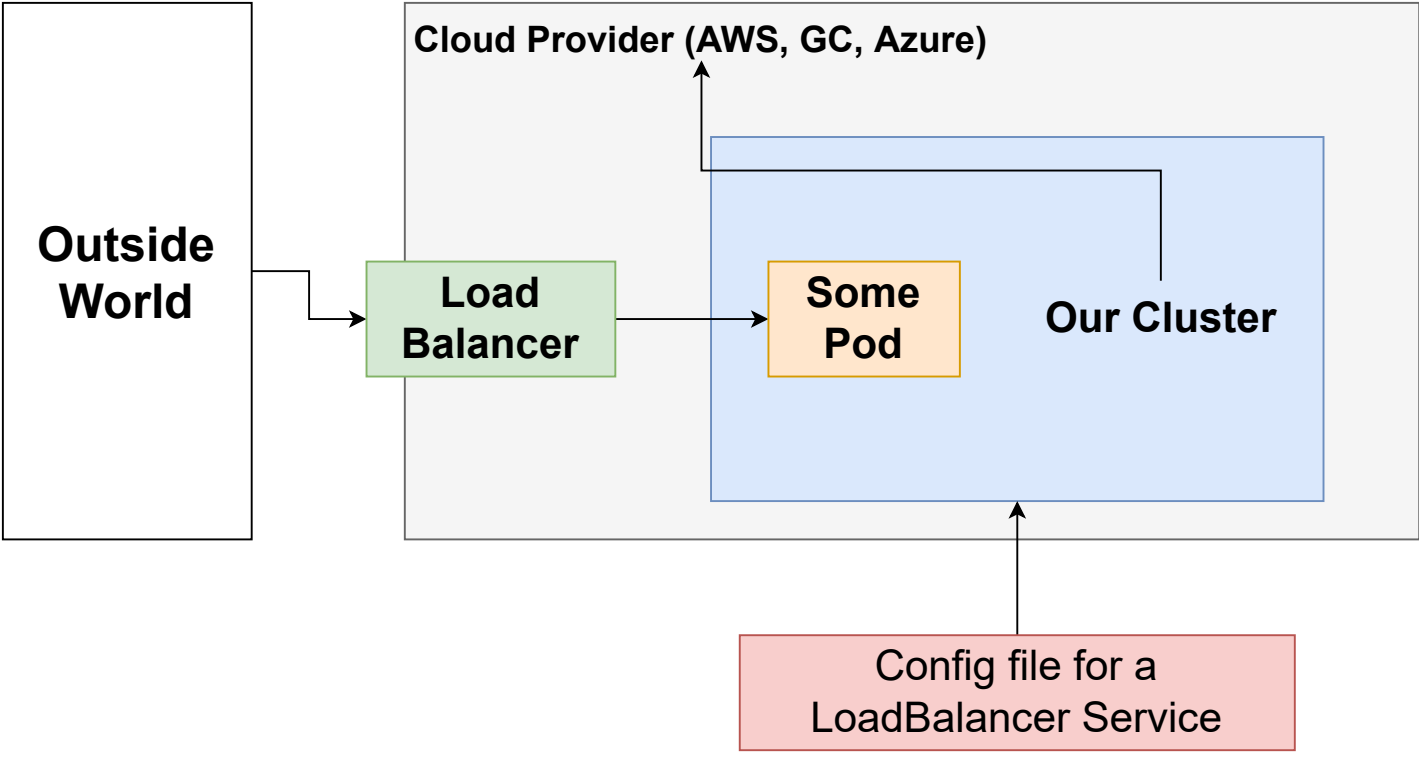 Cloud Provider (AWS, GC, Azure)
Outside
World
Load
Balancer
Some
Pod
Our Cluster
Config file for a
LoadBalancer Service